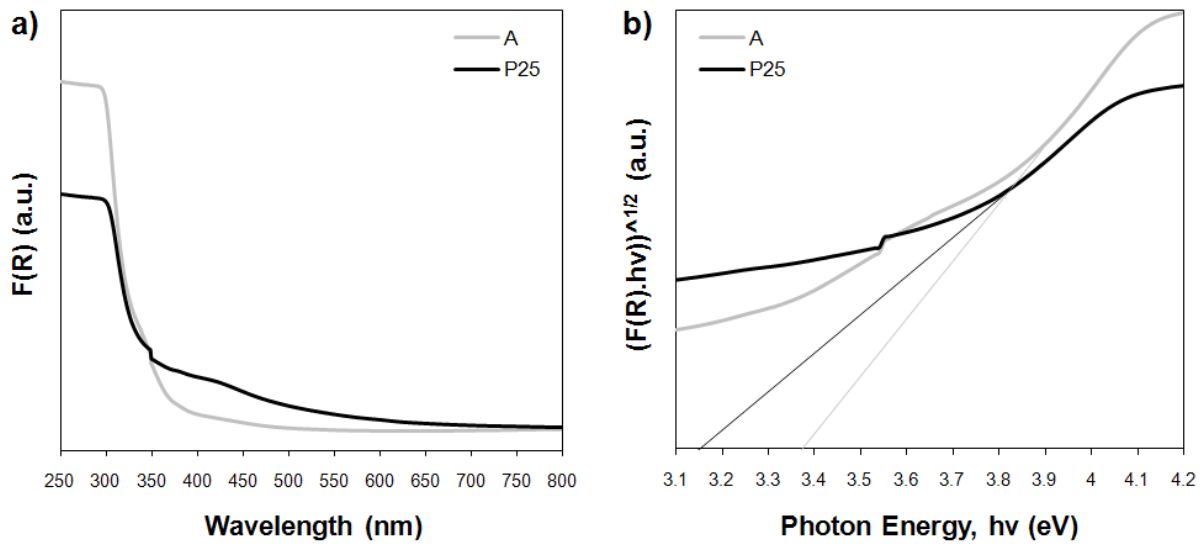 a)
A
P25
F(R) (a.u.)
250 300 350 400 450 500 550 600 650 700 750 800
Wavelength (nm)
b)
A
P25
(F(R).hv))^1/2 (a.u.)
3.1 3.2 3.3 3.4 3.5 3.6 3.7 3.8 3.9 4 4.1 4.2
Photon Energy, hv (eV)